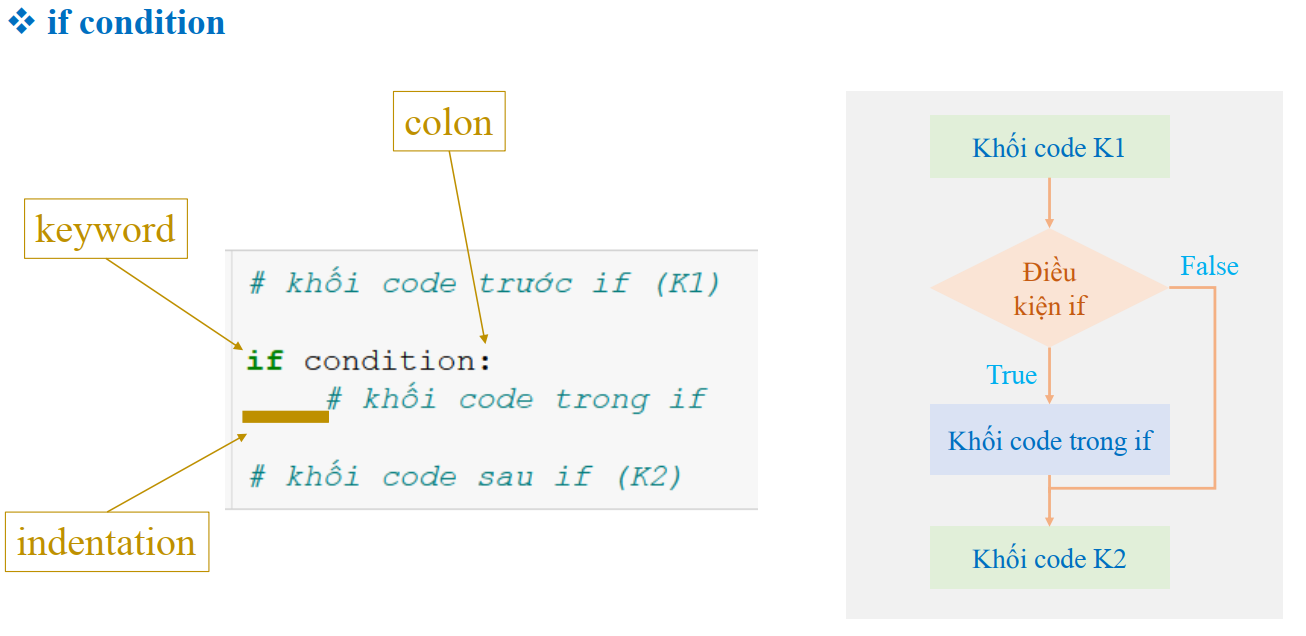 ❖ if condition
colon
keyword
# khối code trước if (K1)
if condition:
# khối code trong if
# khối code sau if (K2)
indentation
Khối code K1
Điều
kiện if
False
True
Khối code trong if
Khối code K2